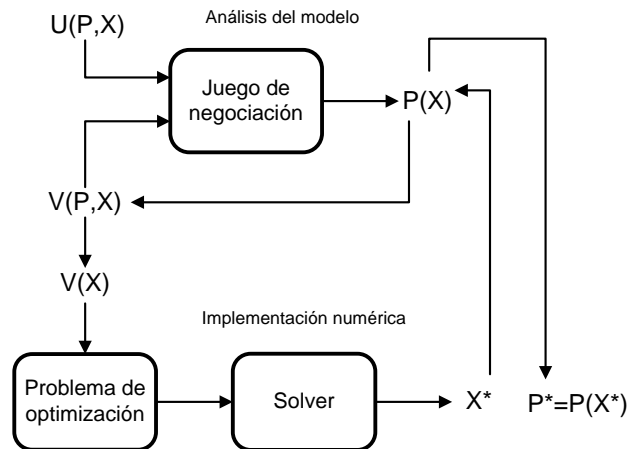 Análisis del modelo
U(P,X)
Juego de
negociación
P(X)
V(P,X)
V(X)
Implementación numérica
Problema de
optimización
Solver
X*
P*=P(X*)